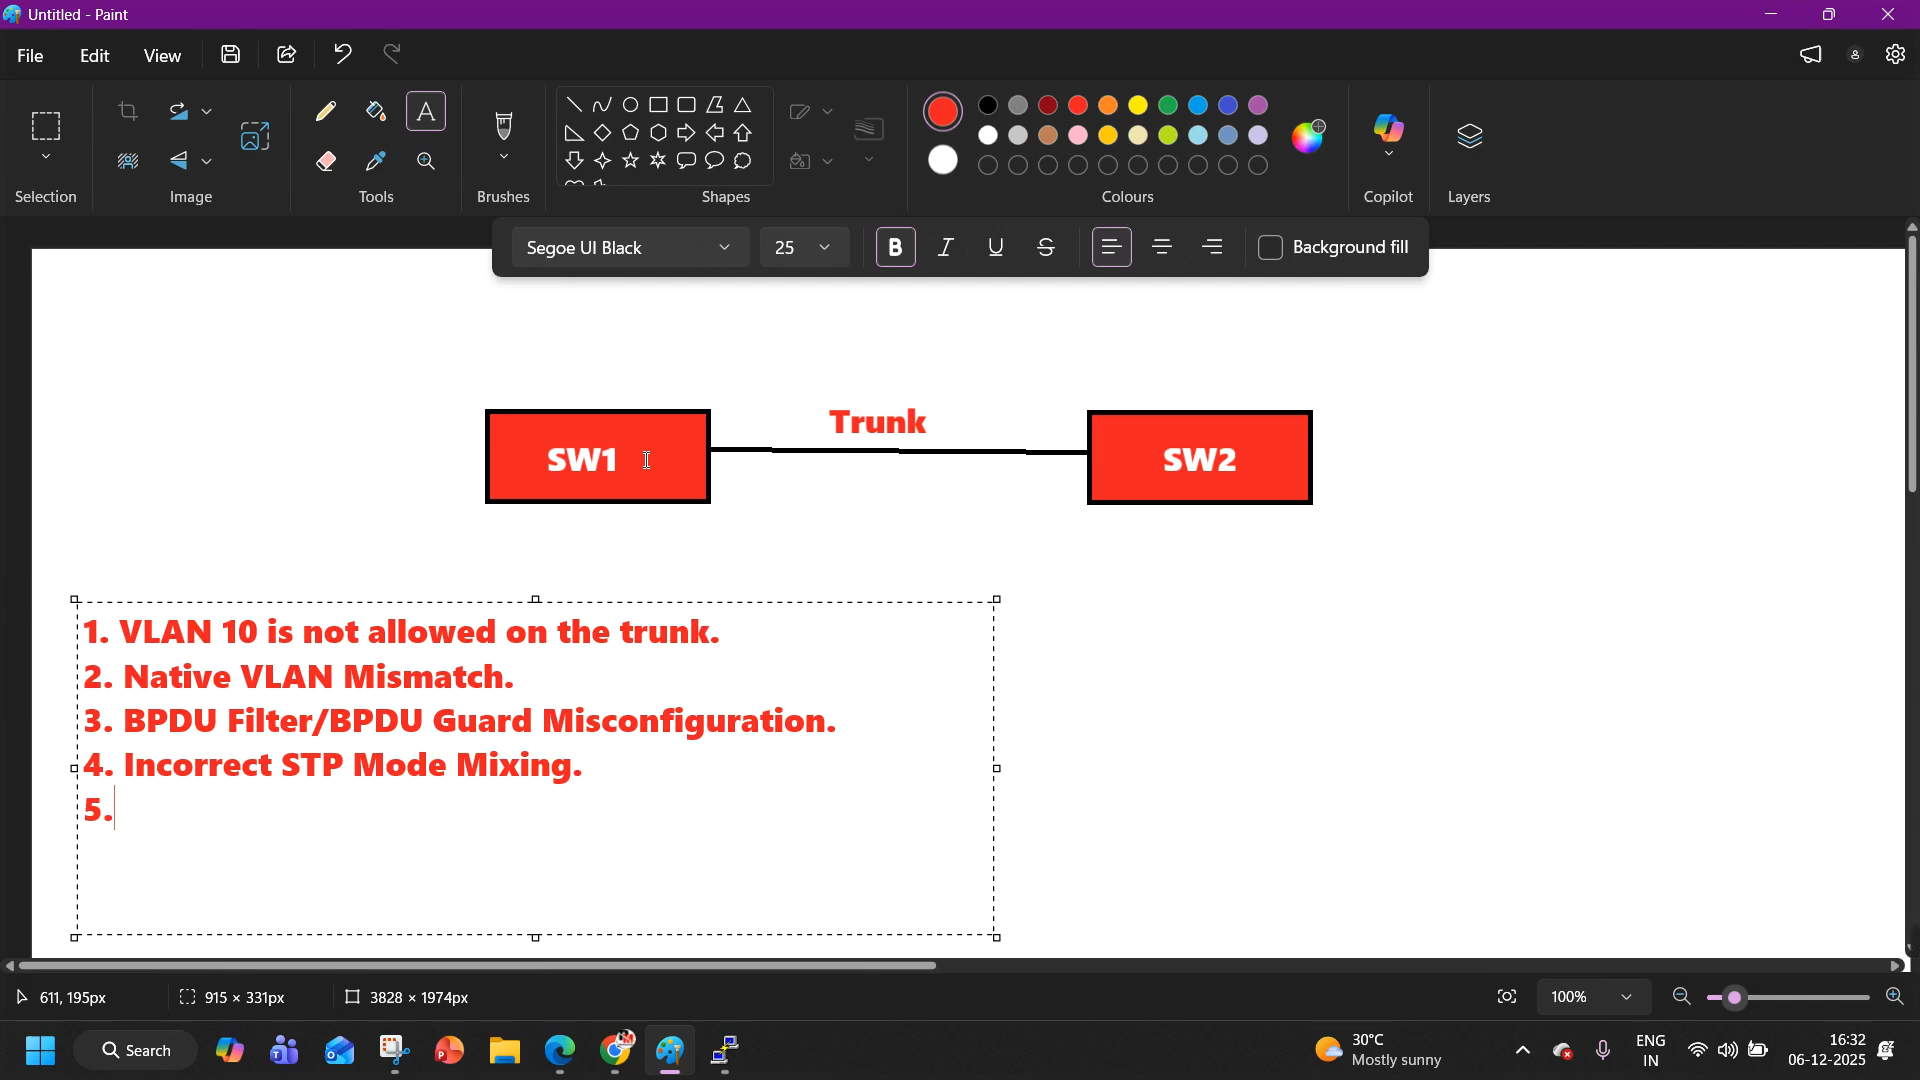 Untitled - Paint
File Edit View
Selection Image Tools Brushes Shapes Colours Copilot Layers
Segoe UI Black 25 B I U S Background fill
Trunk
SW1 SW2
1. VLAN 10 is not allowed on the trunk.
2. Native VLAN Mismatch.
3. BPDU Filter/BPDU Guard Misconfiguration.
4. Incorrect STP Mode Mixing.
5.
611, 195px 915 × 331px 3828 × 1974px 100%
Search 30°C ENG 16:32
Mostly sunny IN 06-12-2025